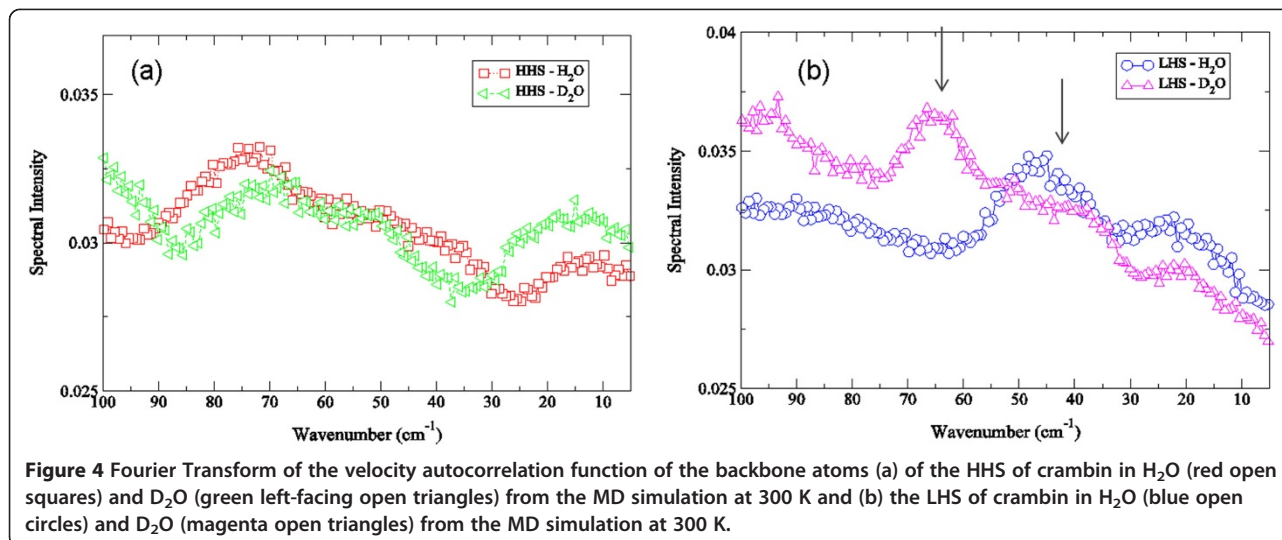 (a)
HHS - H₂O
HHS - D₂O
0.035
0.03
0.025
Spectral Intensity
100 90 80 70 60 50 40 30 20 10
Wavenumber (cm⁻¹)
(b)
LHS - H₂O
LHS - D₂O
0.04
0.035
0.03
0.025
Spectral Intensity
100 90 80 70 60 50 40 30 20 10
Wavenumber (cm⁻¹)
Figure 4 Fourier Transform of the velocity autocorrelation function of the backbone atoms (a) of the HHS of crambin in H₂O (red open
squares) and D₂O (green left-facing open triangles) from the MD simulation at 300 K and (b) the LHS of crambin in H₂O (blue open
circles) and D₂O (magenta open triangles) from the MD simulation at 300 K.